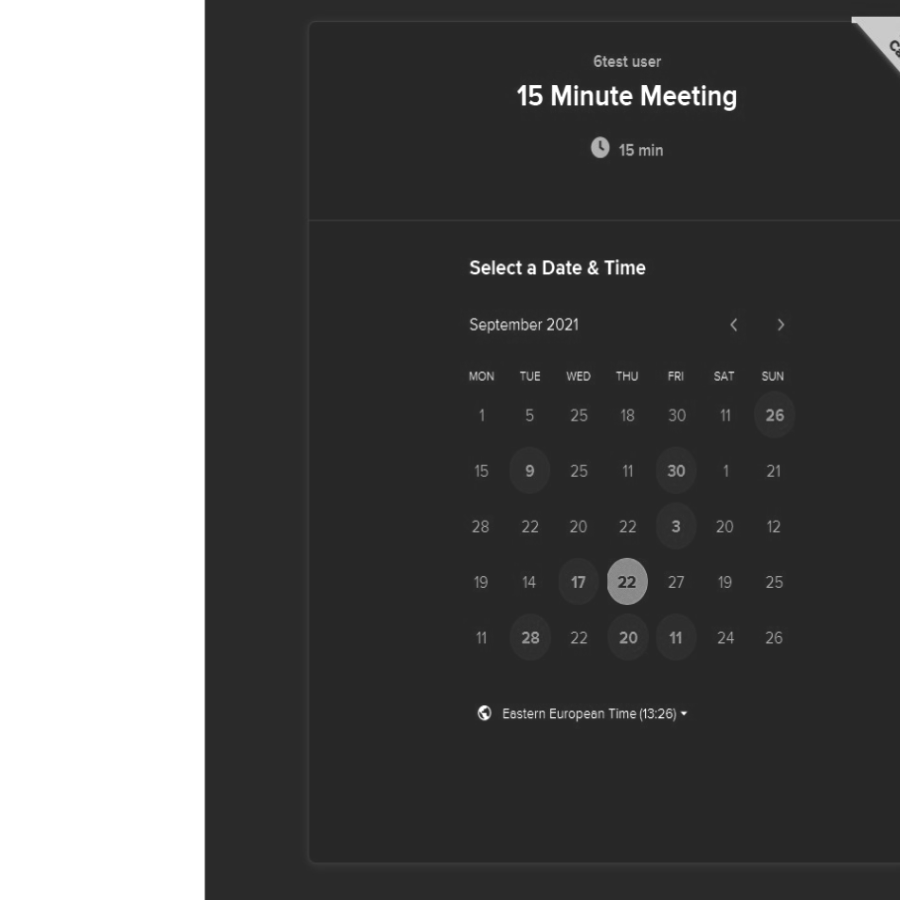 6test user
15 Minute Meeting
15 min
Select a Date & Time
September 2021
MON TUE WED THU FRI SAT SUN
1 5 25 18 30 11 26
15 9 25 11 30 1 21
28 22 20 22 3 20 12
19 14 17 22 27 19 25
11 28 22 20 11 24 26
Eastern European Time (13:26)